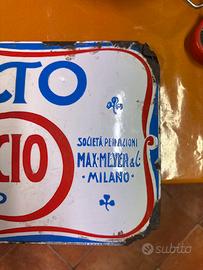 CTO
CIO
SOCIETÀ PER AZIONI
MAX·MEYER & C
·MILANO·
subito